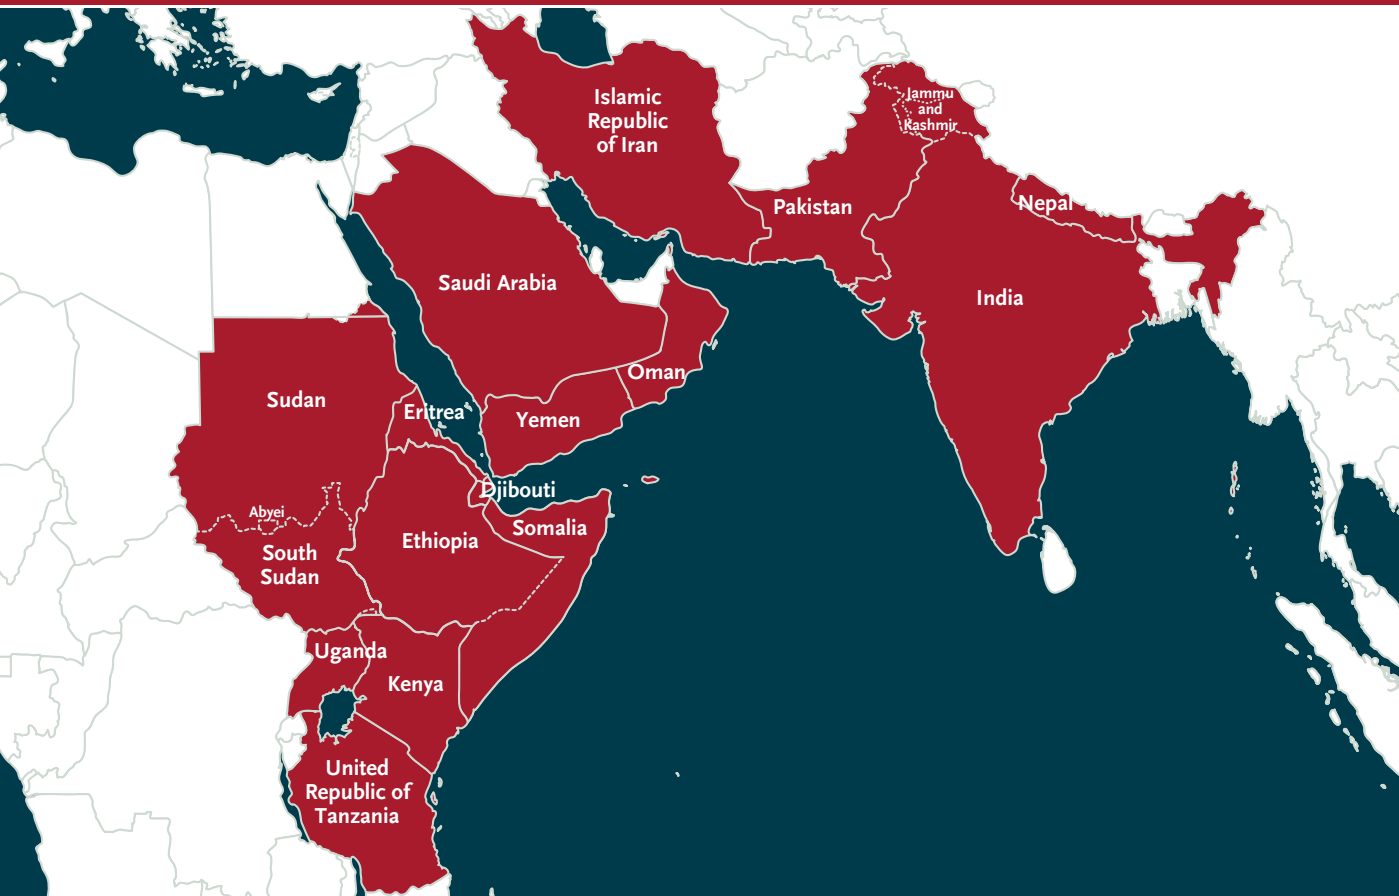 Islamic
Republic
of Iran
Jammu
and
Kashmir
Pakistan
Nepal
Saudi Arabia
India
Oman
Sudan
Eritrea
Yemen
Djibouti
Abyei
Somalia
Ethiopia
South
Sudan
Uganda
Kenya
United
Republic of
Tanzania